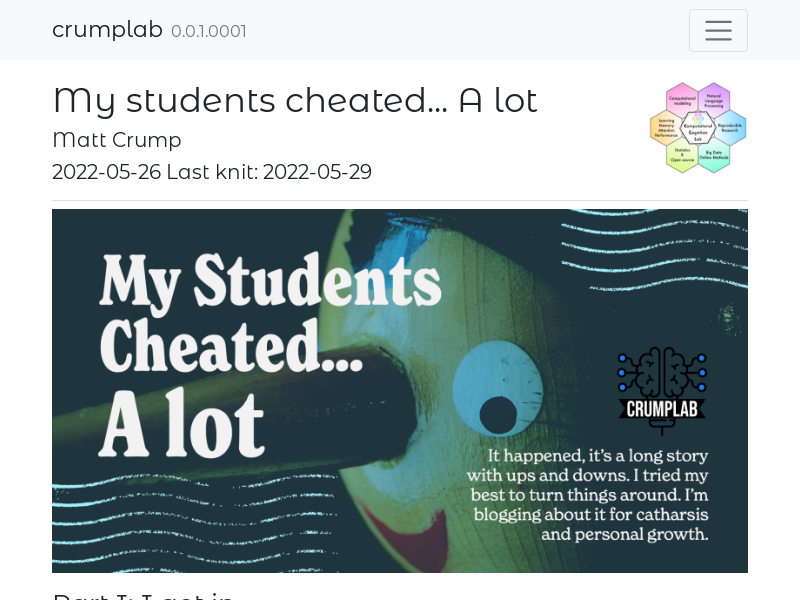 crumplab 0.0.1.0001
My students cheated... A lot
Matt Crump
2022-05-26 Last knit: 2022-05-29
Computational
modeling
Natural
Language
Processing
Learning
Memory
Attention
Performance
Computational
Cognition
Lab
Reproducible
Research
Statistics
R
Open source
Big Data
Online Methods
My Students
Cheated...
A lot
CRUMPLAB
It happened, it's a long story
with ups and downs. I tried my
best to turn things around. I'm
blogging about it for catharsis
and personal growth.